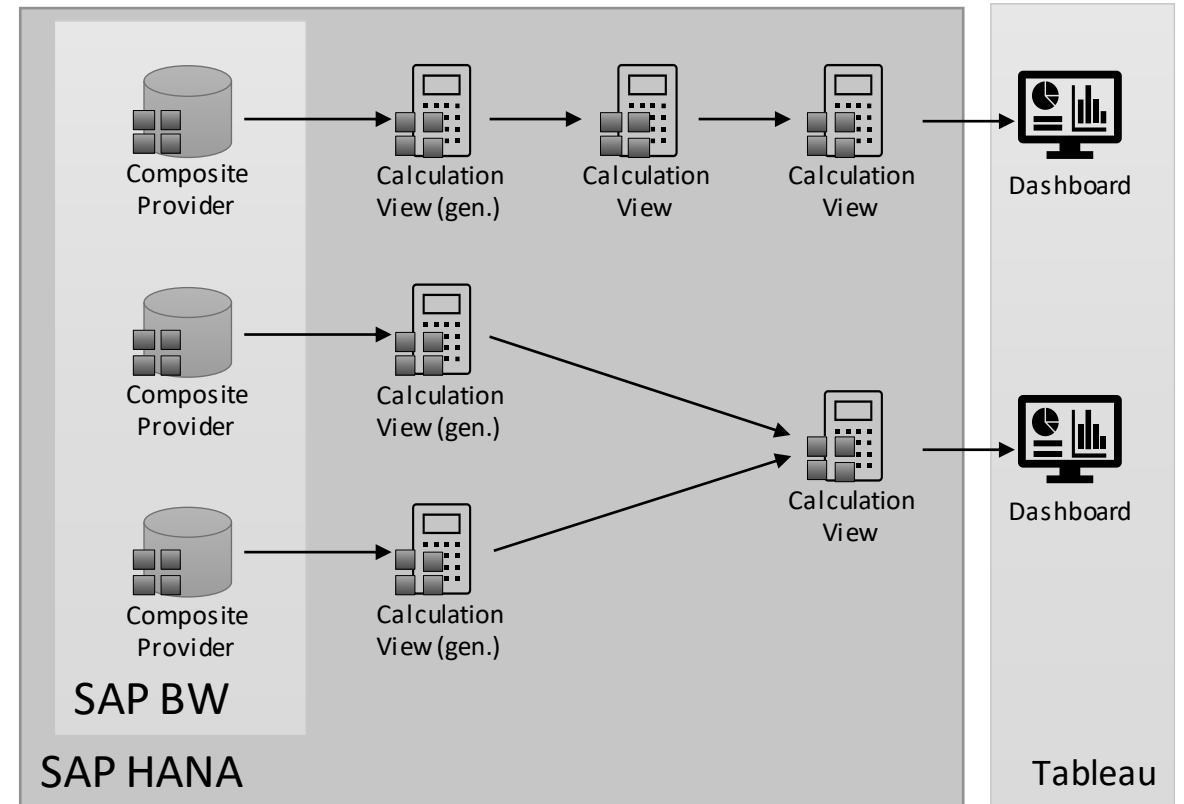 Composite
Provider
Calculation
View (gen.)
Calculation
View
Calculation
View
Dashboard
Composite
Provider
Calculation
View (gen.)
Calculation
View
Dashboard
Composite
Provider
Calculation
View (gen.)
SAP BW
SAP HANA
Tableau